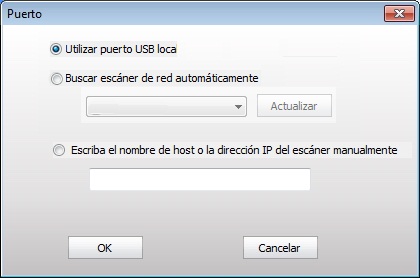 Puerto
Utilizar puerto USB loca
Buscar escáner de red automáticamente
Actualizar
Escriba el nombre de host o la dirección IP del escáner manualmente
OK Cancelar